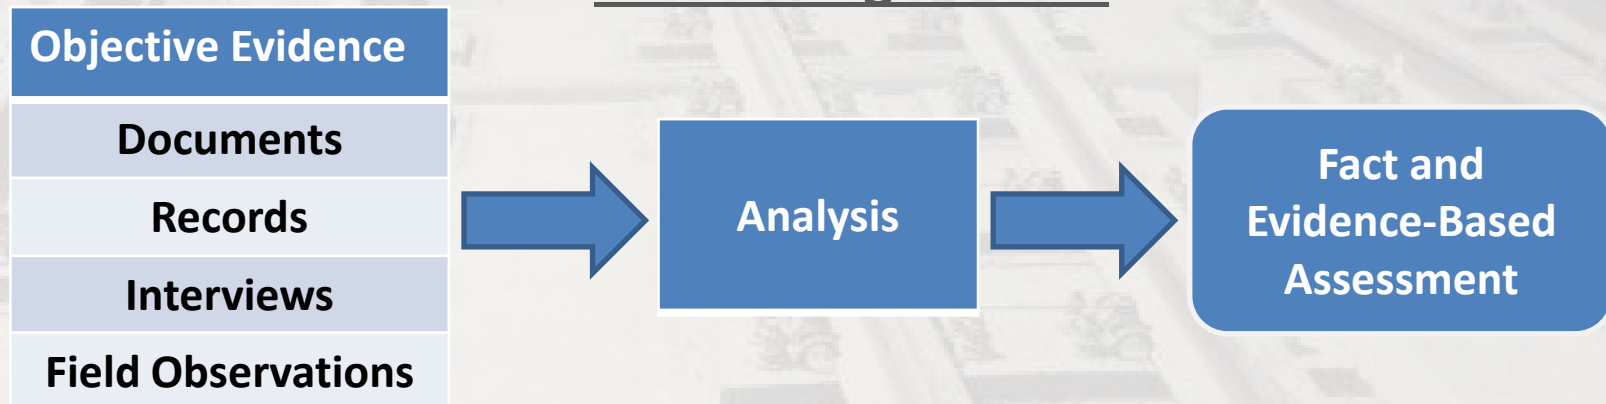 Objective Evidence
Documents
Records
Interviews
Field Observations
Analysis
Fact and
Evidence-Based
Assessment